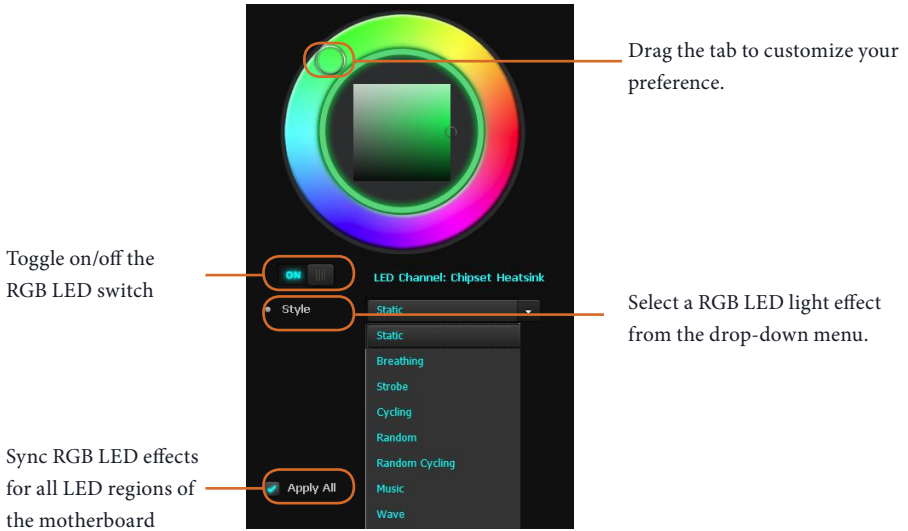 Drag the tab to customize your
preference.
Toggle on/off the
RGB LED switch
ON
LED Channel: Chipset Heatsink
Style
Static
Select a RGB LED light effect
from the drop-down menu.
Static
Breathing
Strobe
Cycling
Random
Random Cycling
Music
Wave
Sync RGB LED effects
for all LED regions of
the motherboard
Apply All